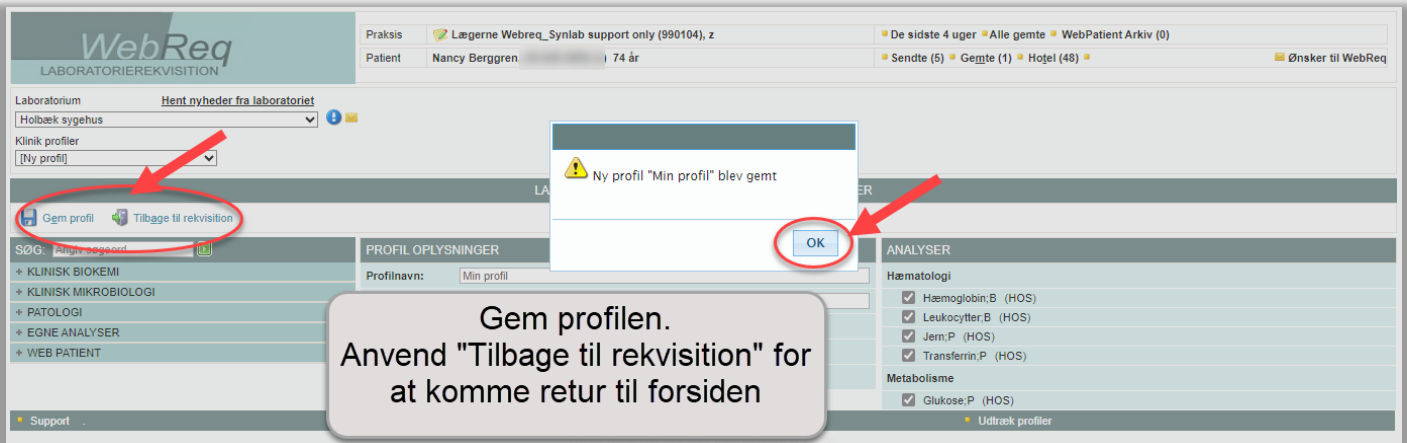 WebReq
LABORATORIEREKVISITION
Praksis
Lægerne Webreq_Synlab support only (990104), z
De sidste 4 uger Alle gemte WebPatient Arkiv (0)
Patient
Nancy Berggren
74 år
Sendte (5) Gemte (1) Hotel (48)
Ønsker til WebReq
Laboratorium
Hent nyheder fra laboratoriet
Holbæk sygehus
Klinik profiler
[Ny profil]
Ny profil "Min profil" blev gemt
OK
LA
ER
Gem profil
Tilbage til rekvisition
SØG:
Angiv søgeord
+ KLINISK BIOKEMI
+ KLINISK MIKROBIOLOGI
+ PATOLOGI
+ EGNE ANALYSER
+ WEB PATIENT
PROFIL OPLYSNINGER
Profilnavn:
Min profil
Gem profilen.
Anvend "Tilbage til rekvisition" for
at komme retur til forsiden
ANALYSER
Hæmatologi
Hæmoglobin;B (HOS)
Leukocytter;B (HOS)
Jern;P (HOS)
Transferrin;P (HOS)
Metabolisme
Glukose;P (HOS)
Support .
Udtræk profiler